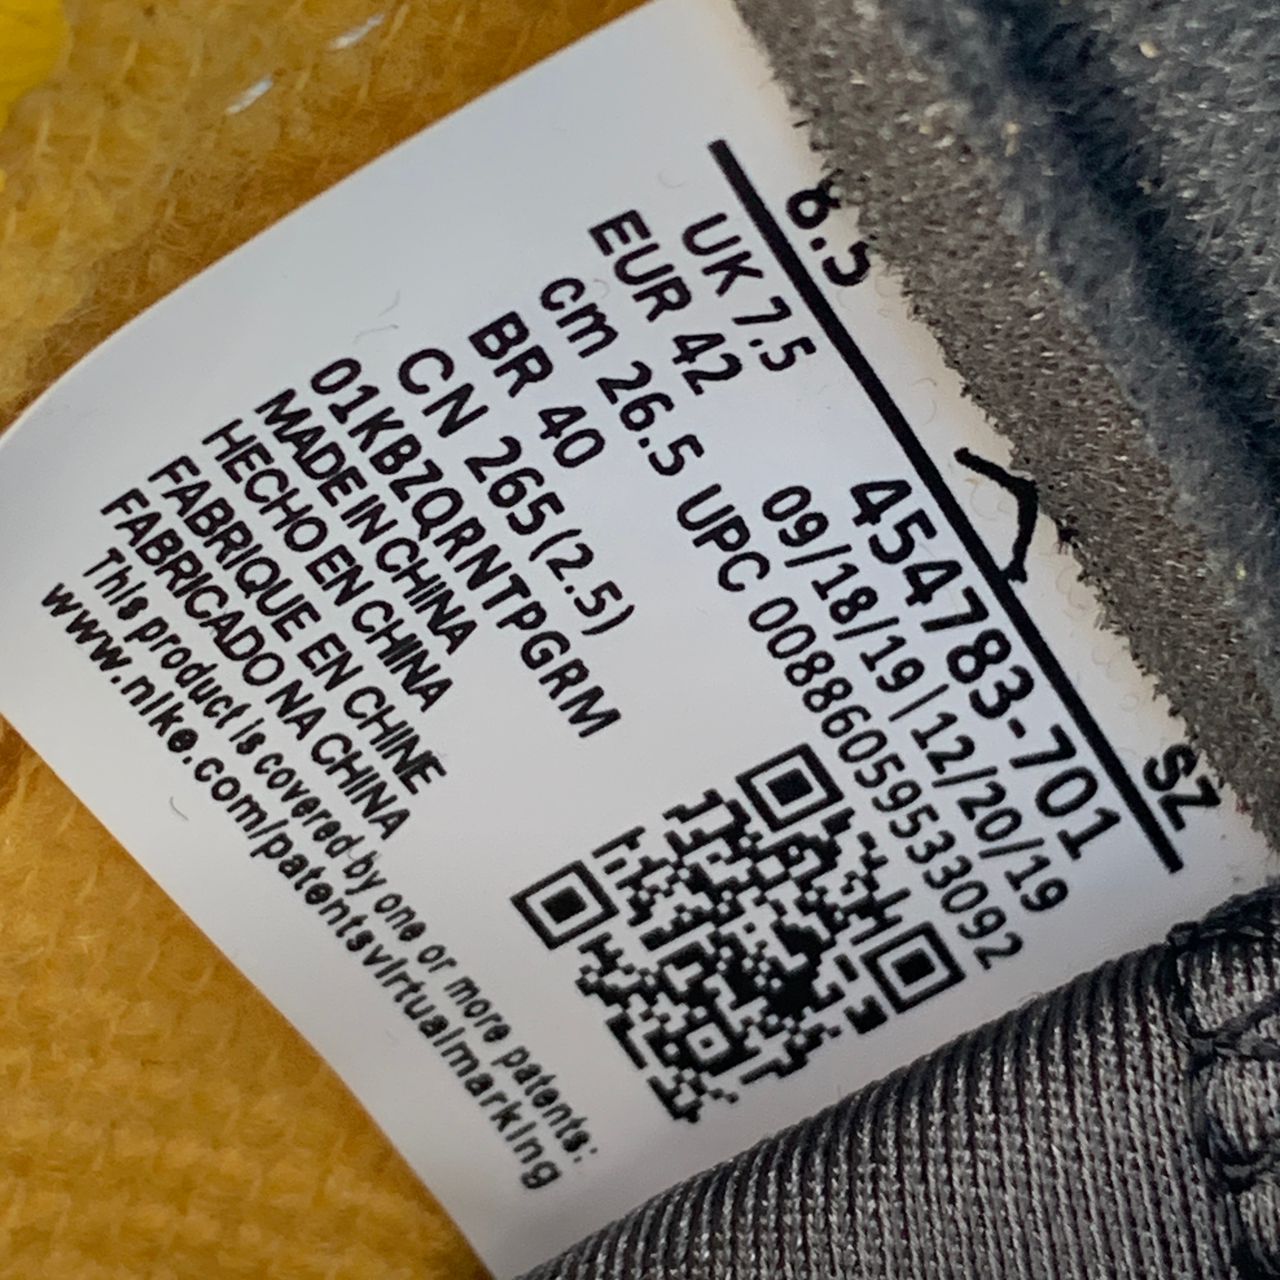 8.5
SZ
UK 7.5
454783-701
EUR 42
09/18/19|12/20/19
cm 26.5
UPC 00886059533092
BR 40
CN 265(2.5)
01KBZQRNTPGRM
MADE IN CHINA
HECHO EN CHINA
FABRIQUE EN CHINE
FABRICADO NA CHINA
This product is covered by one or more patents:
www.nike.com/patentsvirtualmarking